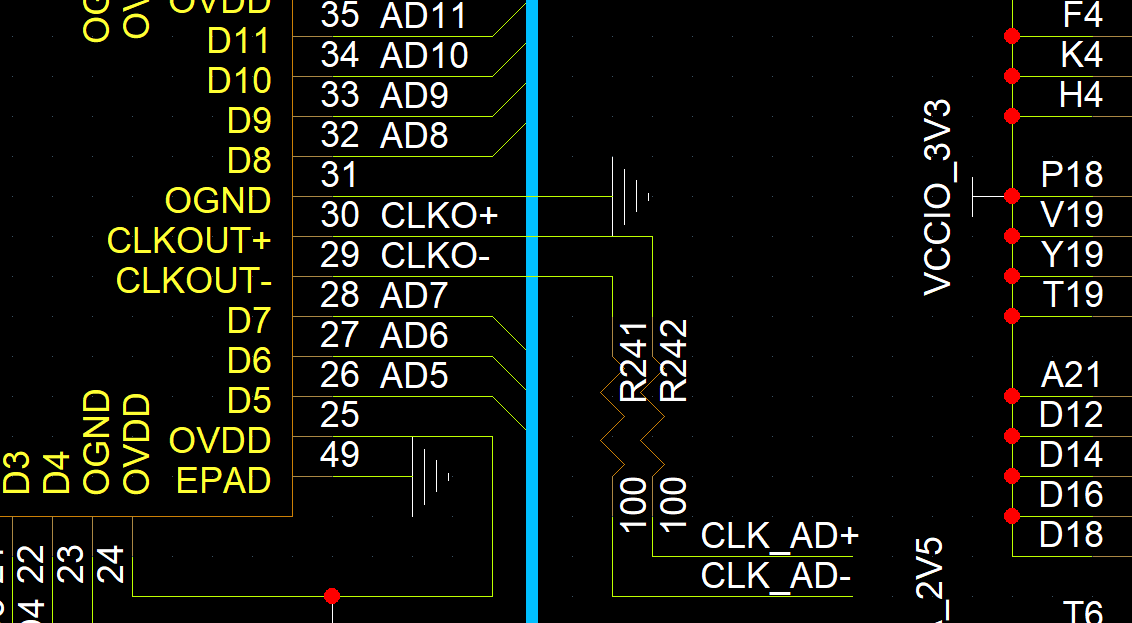 OG
OV
OVDD
35 AD11
D11
34 AD10
D10
33 AD9
D9
32 AD8
D8
31
OGND
30 CLKO+
CLKOUT+
29 CLKO-
CLKOUT-
28 AD7
D7
27 AD6
D6
26 AD5
D5
25
OVDD
49
EPAD
D3
D4
OGND
OVDD
22
23
24
R241
R242
100
100
CLK_AD+
CLK_AD-
VCCIO_3V3
_2V5
F4
K4
H4
P18
V19
Y19
T19
A21
D12
D14
D16
D18
T6